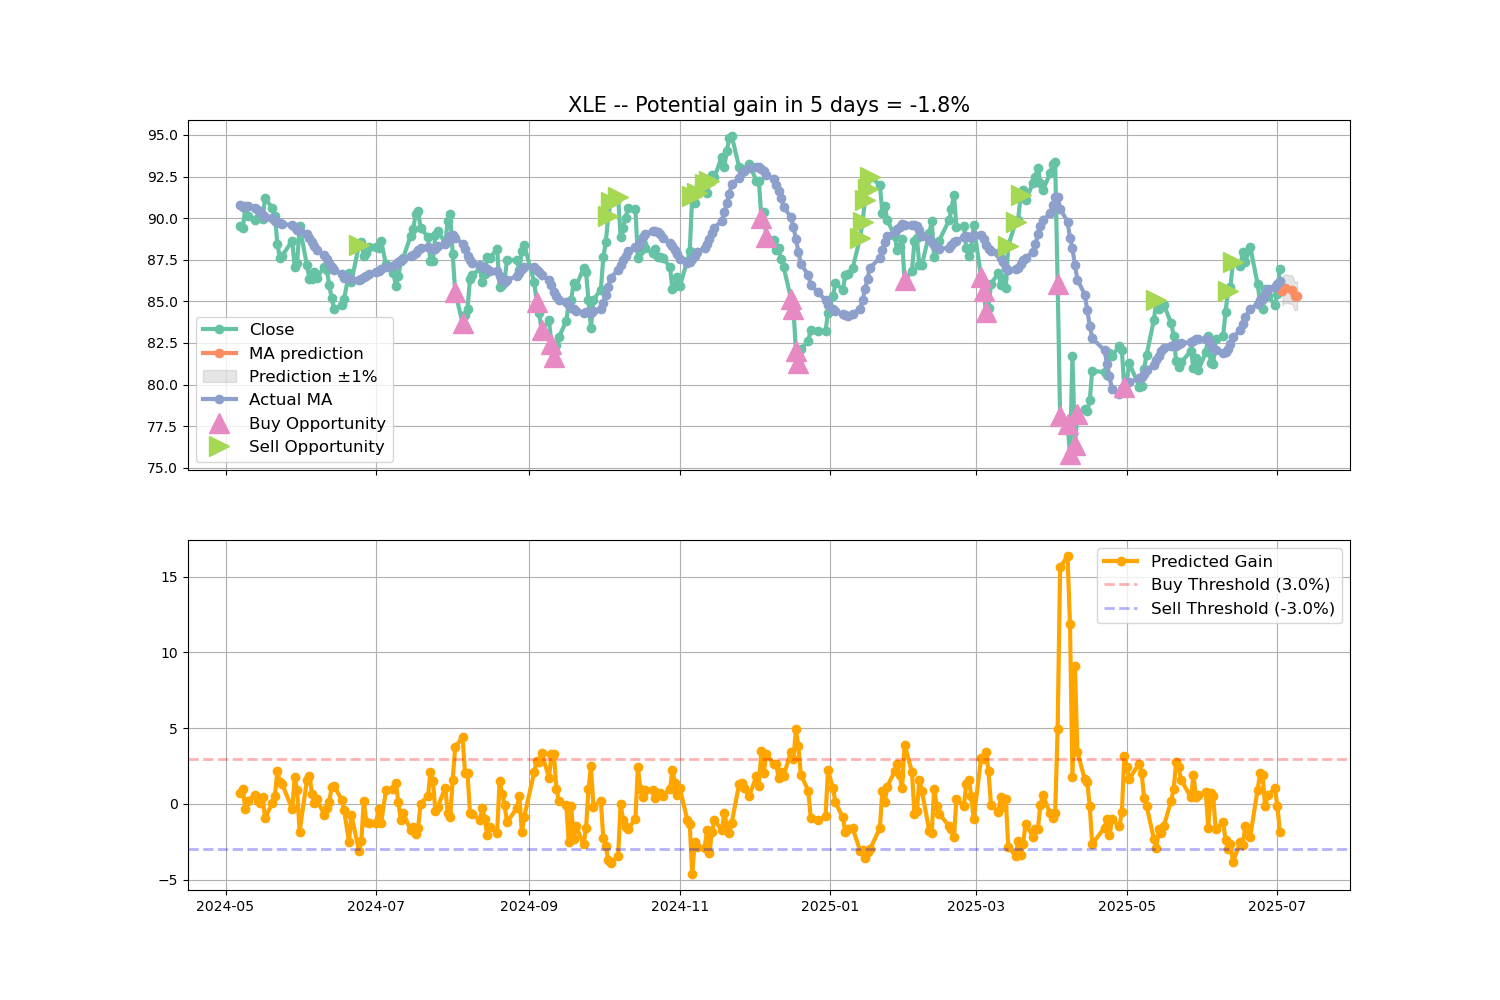 XLE -- Potential gain in 5 days = -1.8%
95.0
92.5
90.0
87.5
85.0
82.5
80.0
77.5
75.0
Close
MA prediction
Prediction ±1%
Actual MA
Buy Opportunity
Sell Opportunity
15
10
5
0
−5
Predicted Gain
Buy Threshold (3.0%)
Sell Threshold (-3.0%)
2024-05
2024-07
2024-09
2024-11
2025-01
2025-03
2025-05
2025-07